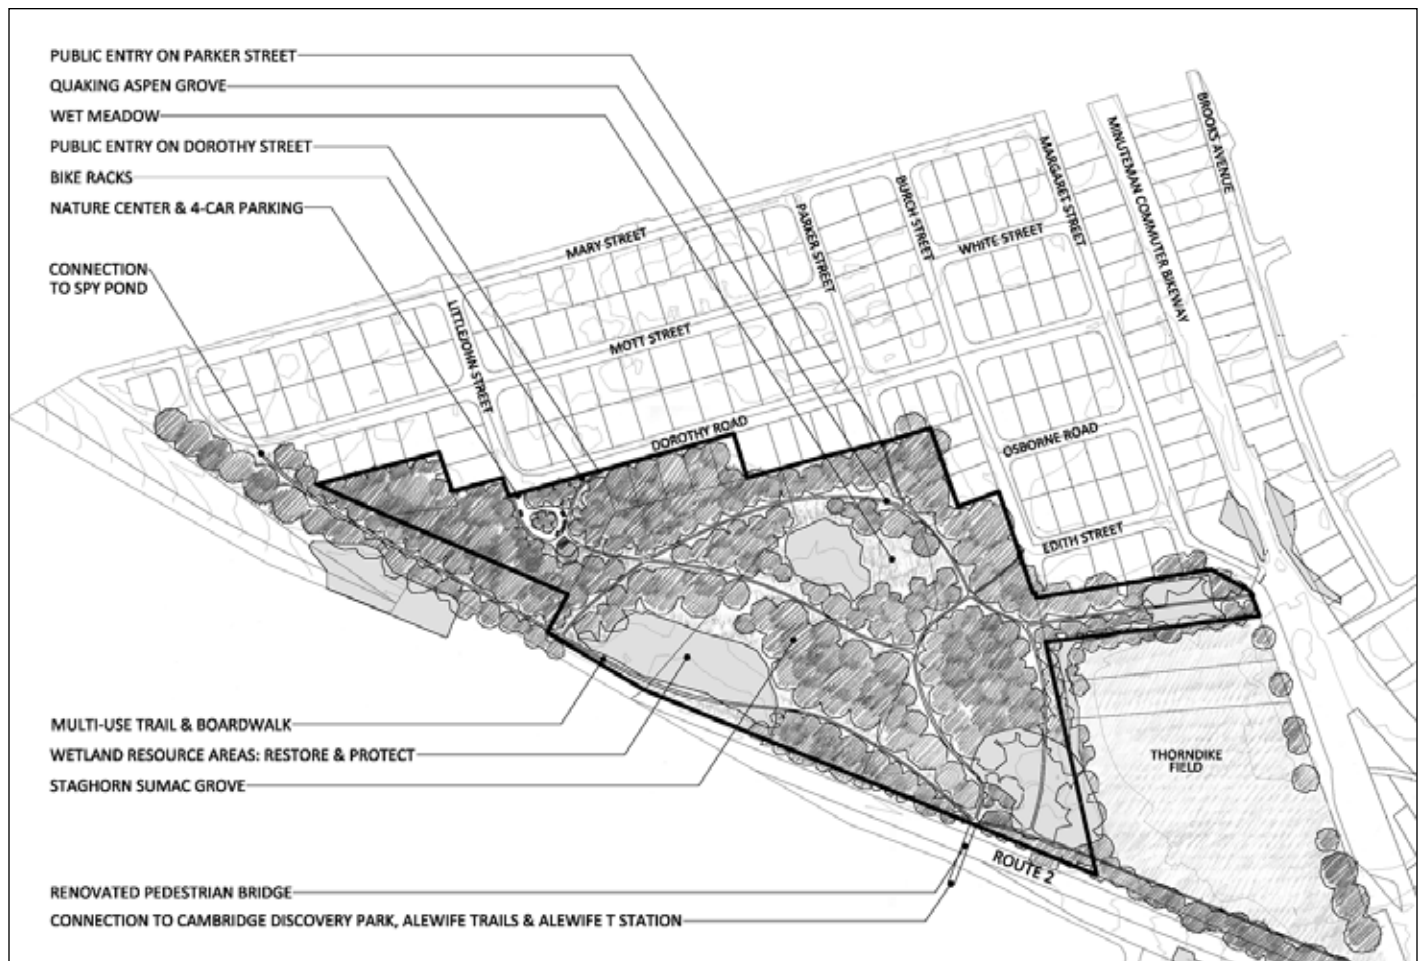 PUBLIC ENTRY ON PARKER STREET
QUAKING ASPEN GROVE
WET MEADOW
PUBLIC ENTRY ON DOROTHY STREET
BIKE RACKS
NATURE CENTER & 4-CAR PARKING
CONNECTION
TO SPY POND
MARY STREET
LITTLEJOHN STREET
MOTT STREET
DOROTHY ROAD
PARKER STREET
BURCH STREET
WHITE STREET
MARGARET STREET
MINUTEMAN COMMUTER BIKEWAY
BROOKS AVENUE
OSBORNE ROAD
EDITH STREET
THORNDIKE
FIELD
MULTI-USE TRAIL & BOARDWALK
WETLAND RESOURCE AREAS: RESTORE & PROTECT
STAGHORN SUMAC GROVE
ROUTE 2
RENOVATED PEDESTRIAN BRIDGE
CONNECTION TO CAMBRIDGE DISCOVERY PARK, ALEWIFE TRAILS & ALEWIFE T STATION